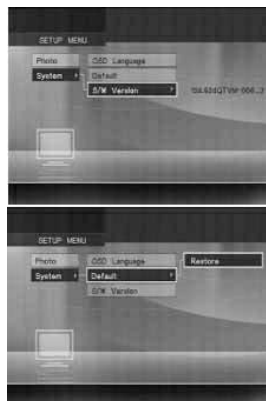 SETUP MENU
Photo
OSD Language
System
Default
S/W Version
SETUP MENU
Photo
OSD Language
Restore
System
Default
S/W Version